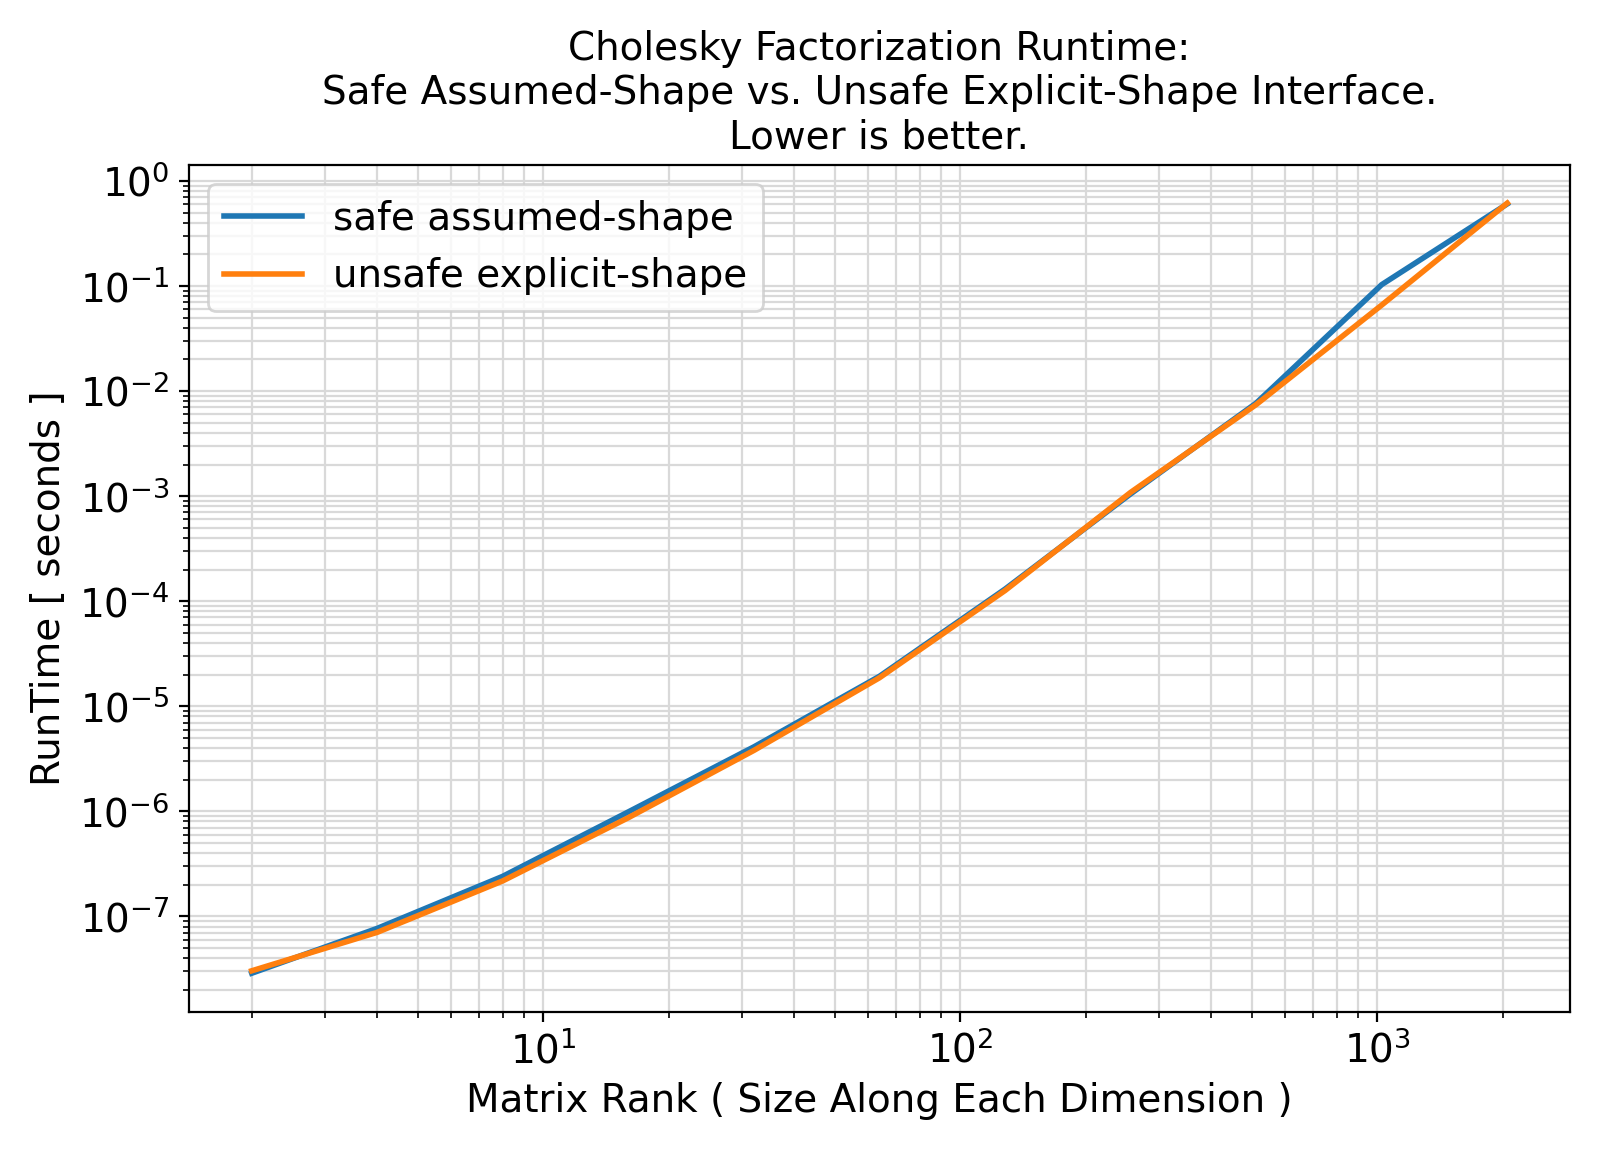 Cholesky Factorization Runtime:
Safe Assumed-Shape vs. Unsafe Explicit-Shape Interface.
Lower is better.
safe assumed-shape
unsafe explicit-shape
RunTime [ seconds ]
10⁰
10⁻¹
10⁻²
10⁻³
10⁻⁴
10⁻⁵
10⁻⁶
10⁻⁷
10¹ 10² 10³
Matrix Rank ( Size Along Each Dimension )